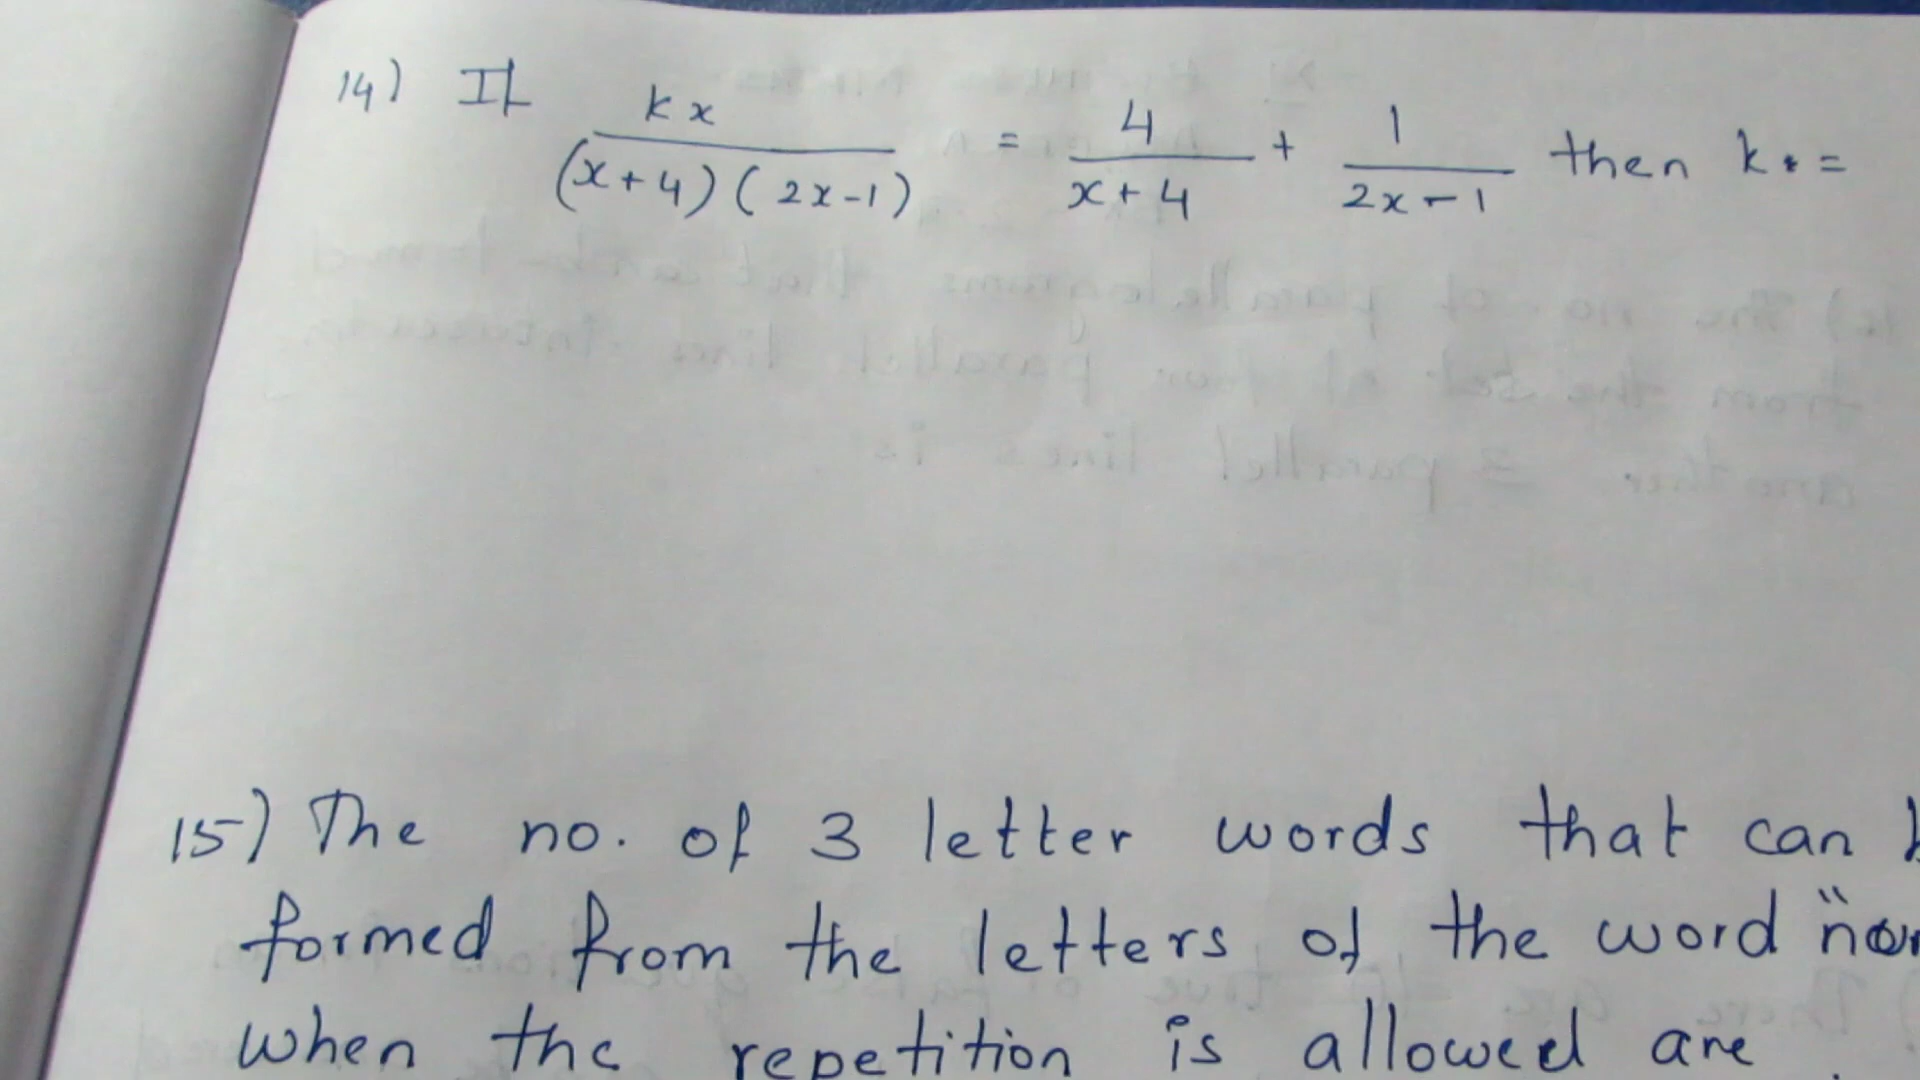 14) If kx/(x+4)(2x-1) = 4/x+4 + 1/2x-1 then k =
15) The no. of 3 letter words that can
formed from the letters of the word
when the repetition is allowed are